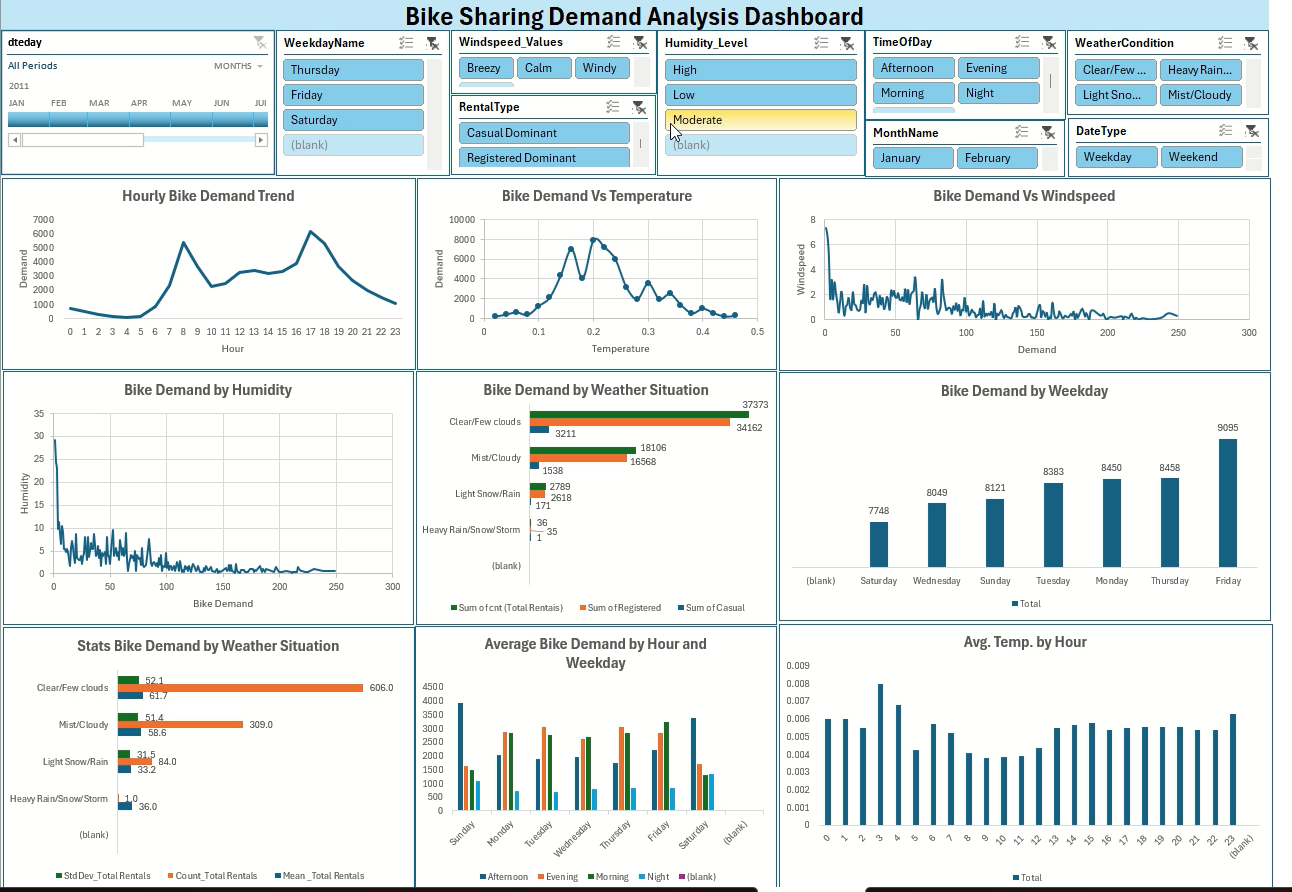 Bike Sharing Demand Analysis Dashboard
dteday
All Periods
MONTHS
2011
JAN FEB MAR APR MAY JUN JUL
WeekdayName
Thursday
Friday
Saturday
(blank)
Windspeed_Values
Breezy Calm Windy
RentalType
Casual Dominant
Registered Dominant
Humidity_Level
High
Low
Moderate
(blank)
TimeOfDay
Afternoon Evening
Morning Night
MonthName
January February
WeatherCondition
Clear/Few ... Heavy Rain...
Light Sno... Mist/Cloudy
DateType
Weekday Weekend
Hourly Bike Demand Trend
7000
6000
5000
4000
3000
2000
1000
0
Demand
0 1 2 3 4 5 6 7 8 9 10 11 12 13 14 15 16 17 18 19 20 21 22 23
Hour
Bike Demand Vs Temperature
10000
8000
6000
4000
2000
0
Demand
0 0.1 0.2 0.3 0.4 0.5
Temperature
Bike Demand Vs Windspeed
8
6
4
2
0
Windspeed
0 50 100 150 200 250 300
Demand
Bike Demand by Humidity
35
30
25
20
15
10
5
0
Humidity
0 50 100 150 200 250 300
Bike Demand
Bike Demand by Weather Situation
37373
Clear/Few clouds 34162
3211
18106
Mist/Cloudy 16568
1538
2789
Light Snow/Rain 2618
171
36
Heavy Rain/Snow/Storm 35
1
(blank)
Sum of cnt (Total Rentals) Sum of Registered Sum of Casual
Bike Demand by Weekday
7748 8049 8121 8383 8450 8458 9095
(blank) Saturday Wednesday Sunday Tuesday Monday Thursday Friday
Total
Stats Bike Demand by Weather Situation
52.1
Clear/Few clouds 606.0
61.7
51.4
Mist/Cloudy 309.0
58.6
31.5
Light Snow/Rain 84.0
33.2
Heavy Rain/Snow/Storm 1.0
36.0
(blank)
StdDev_Total Rentals Count_Total Rentals Mean _Total Rentals
Average Bike Demand by Hour and
Weekday
4500
4000
3500
3000
2500
2000
1500
1000
500
0
Sunday Monday Tuesday Wednesday Thursday Friday Saturday (blank)
Afternoon Evening Morning Night (blank)
Avg. Temp. by Hour
0.009
0.008
0.007
0.006
0.005
0.004
0.003
0.002
0.001
0
0 1 2 3 4 5 6 7 8 9 10 11 12 13 14 15 16 17 18 19 20 21 22 23 (blank)
Total